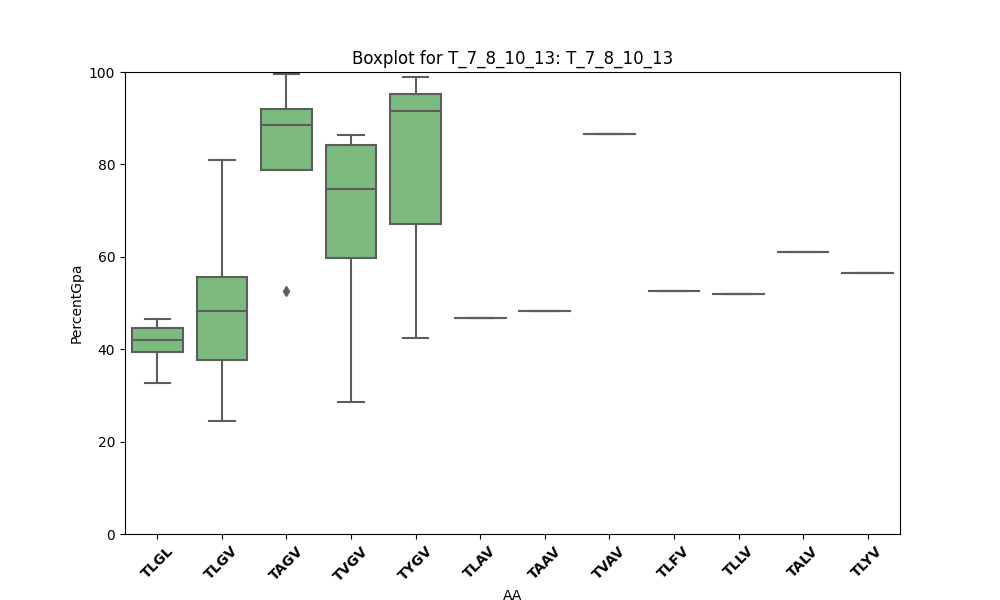 Boxplot for T_7_8_10_13: T_7_8_10_13
100
80
60
40
20
0
PercentGpa
TLGL
TLGV
TAGV
TVGV
TYGV
TLAV
TAAV
TVAV
TLFV
TLLV
TALV
TLYV
AA